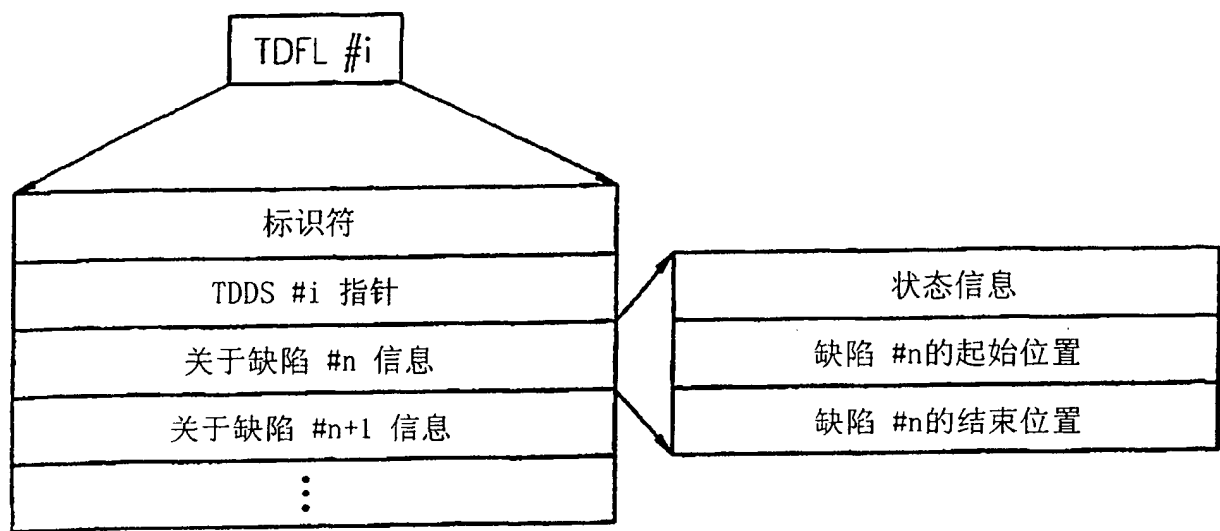 TDFL #i
标识符
TDDS #i 指针
关于缺陷 #n 信息
关于缺陷 #n+1 信息
⋮
状态信息
缺陷 #n的起始位置
缺陷 #n的结束位置